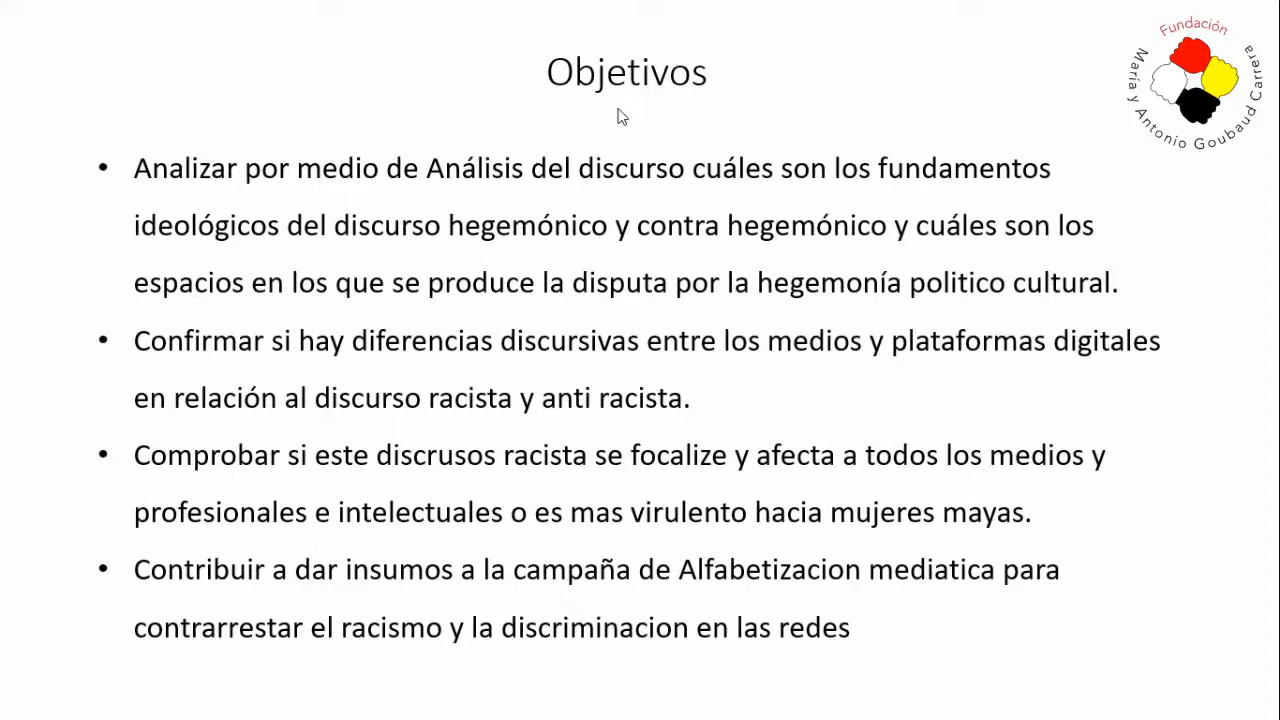 Objetivos
Fundación
María y Antonio Goubaud Carrera
• Analizar por medio de Análisis del discurso cuáles son los fundamentos
ideológicos del discurso hegemónico y contra hegemónico y cuáles son los
espacios en los que se produce la disputa por la hegemonía politico cultural.
• Confirmar si hay diferencias discursivas entre los medios y plataformas digitales
en relación al discurso racista y anti racista.
• Comprobar si este discrusos racista se focalize y afecta a todos los medios y
profesionales e intelectuales o es mas virulento hacia mujeres mayas.
• Contribuir a dar insumos a la campaña de Alfabetizacion mediatica para
contrarrestar el racismo y la discriminacion en las redes